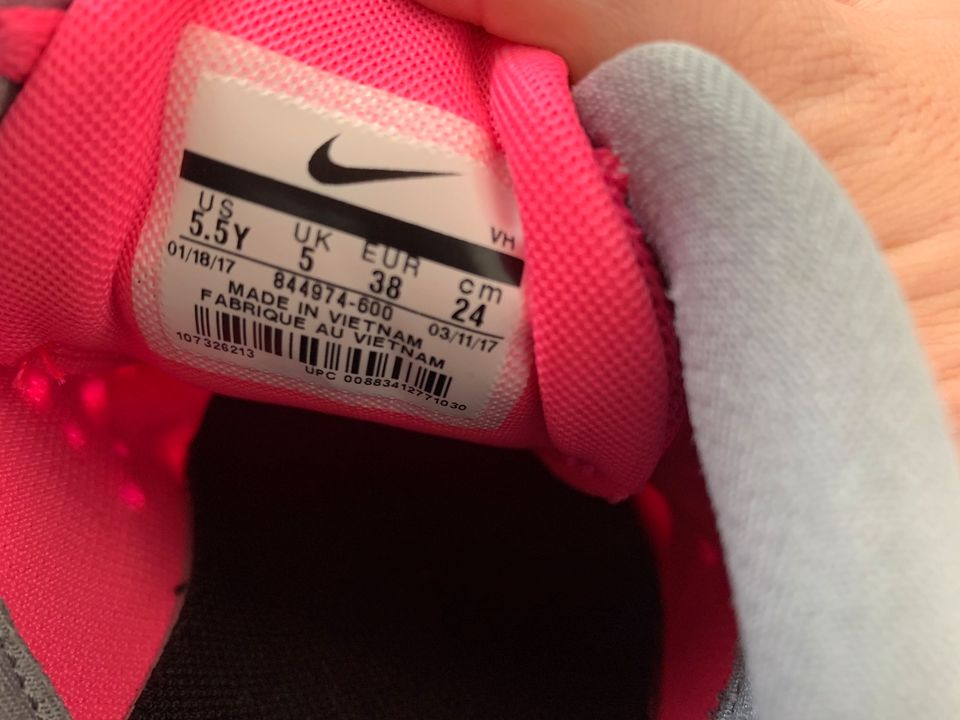 VH
US UK EUR cm
5.5Y 5 38 24
01/18/17 844974-600 03/11/17
MADE IN VIETNAM
FABRIQUE AU VIETNAM
107326213
UPC 00883412771030